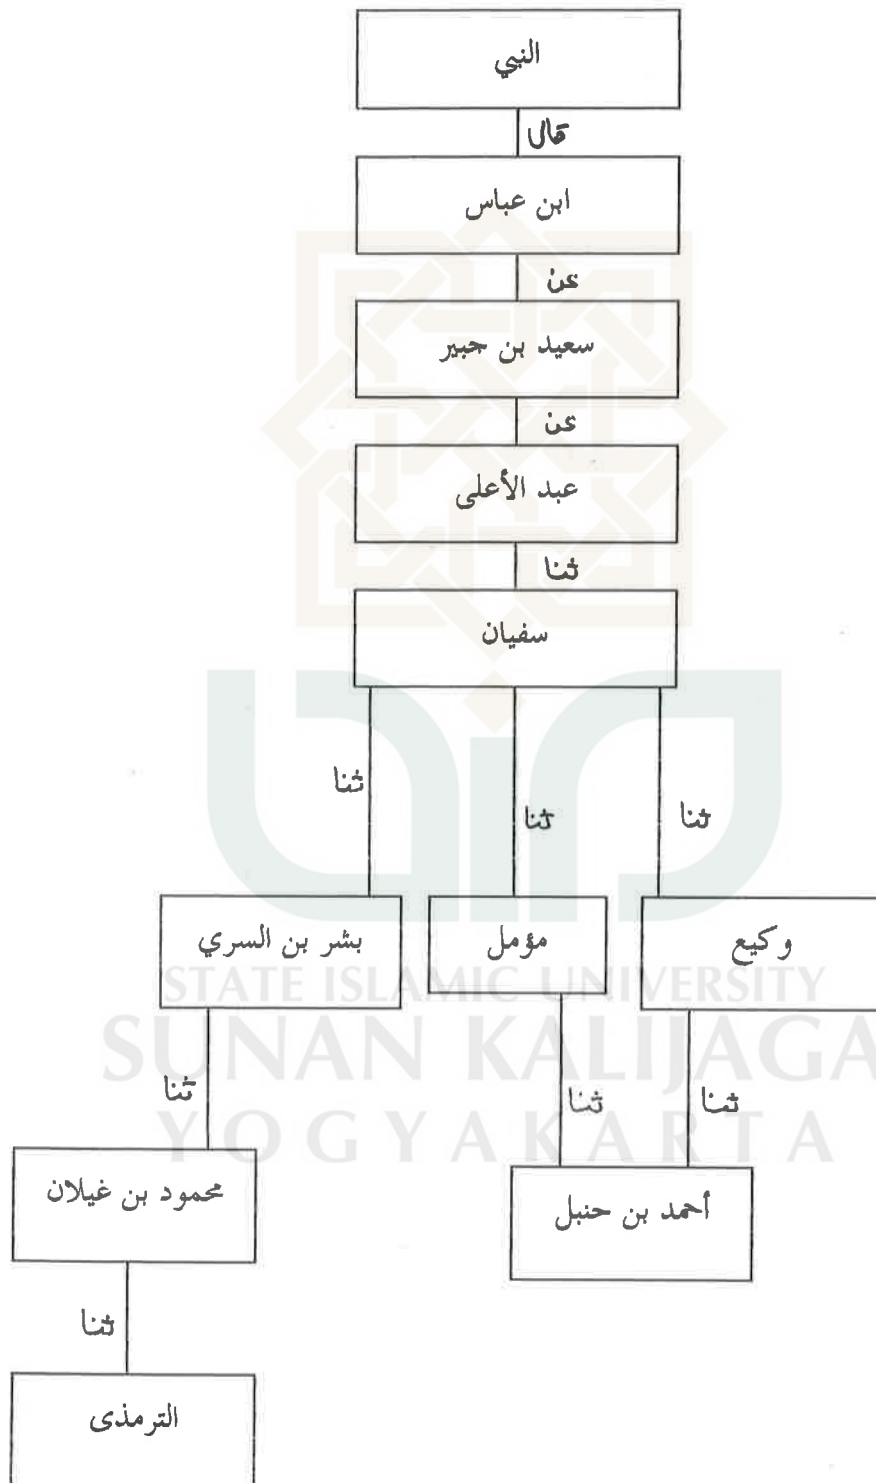 النبي
قال
ابن عباس
عن
سعيد بن حبير
عن
عبد الأعلى
ثنا
سفيان
ثنا
ثنا
ثنا
وكيع
مؤمل
بشر بن السري
STATE ISLAMIC UNIVERSITY
SUNAN KALIJAGA
YOGYAKARTA
ثنا
ثنا
ثنا
أحمد بن حنبل
محمود بن غيلان
ثنا
الترمذى